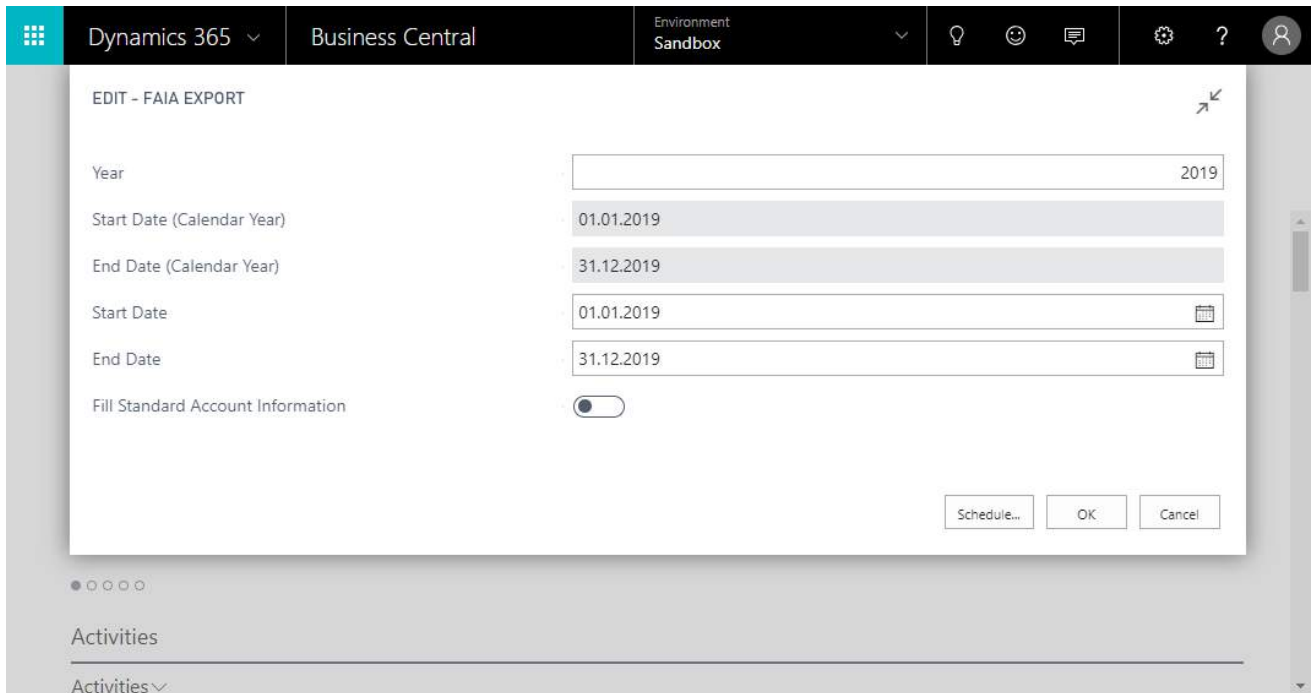 Dynamics 365 Business Central Environment
Sandbox ?
EDIT - FAIA EXPORT
Year 2019
Start Date (Calendar Year) 01.01.2019
End Date (Calendar Year) 31.12.2019
Start Date 01.01.2019
End Date 31.12.2019
Fill Standard Account Information
Schedule... OK Cancel
Activities
Activities